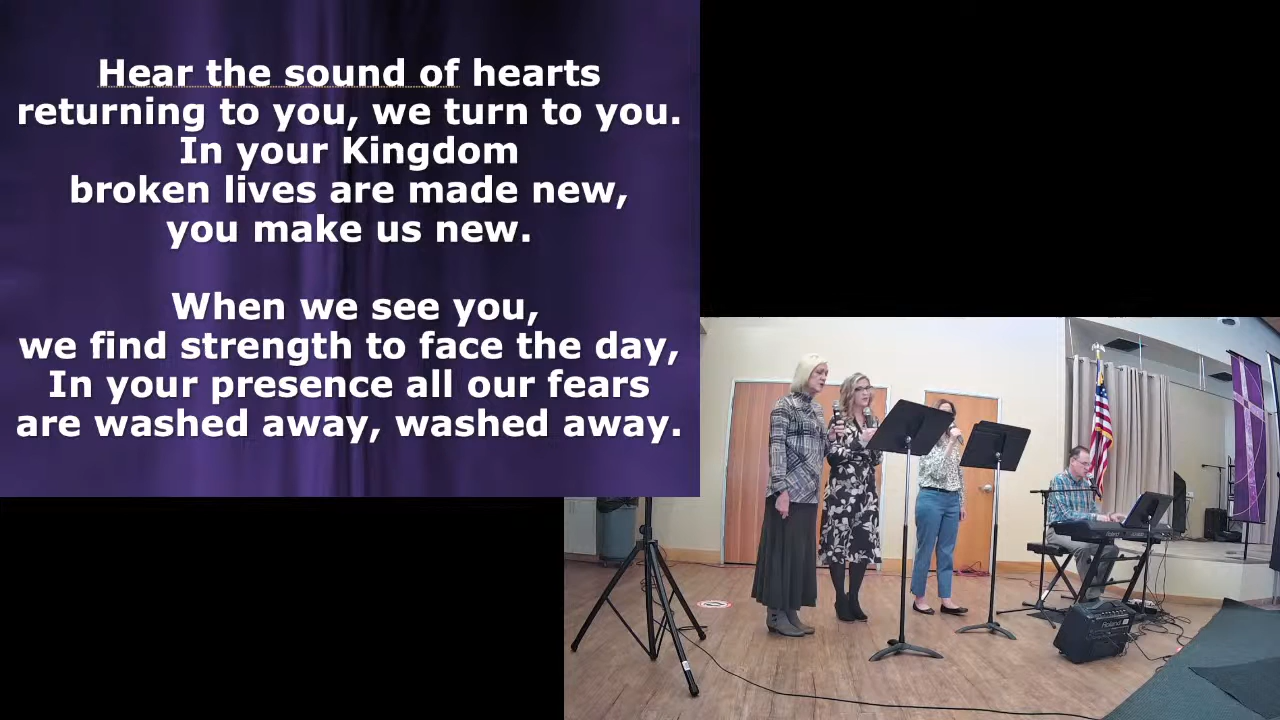 Hear the sound of hearts
returning to you, we turn to you.
In your Kingdom
broken lives are made new,
you make us new.
When we see you,
we find strength to face the day,
In your presence all our fears
are washed away, washed away.
Roland
Roland